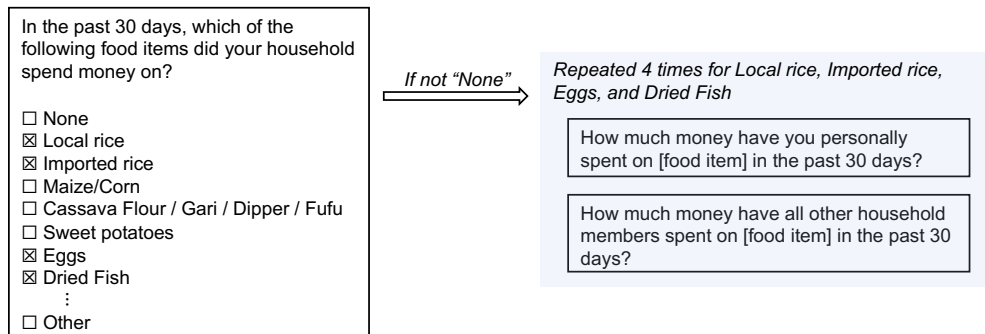 In the past 30 days, which of the
following food items did your household
spend money on?
☐ None
☒ Local rice
☒ Imported rice
☐ Maize/Corn
☐ Cassava Flour / Gari / Dipper / Fufu
☐ Sweet potatoes
☒ Eggs
☒ Dried Fish
⋮
☐ Other
If not “None”
Repeated 4 times for Local rice, Imported rice,
Eggs, and Dried Fish
How much money have you personally
spent on [food item] in the past 30 days?
How much money have all other household
members spent on [food item] in the past 30
days?